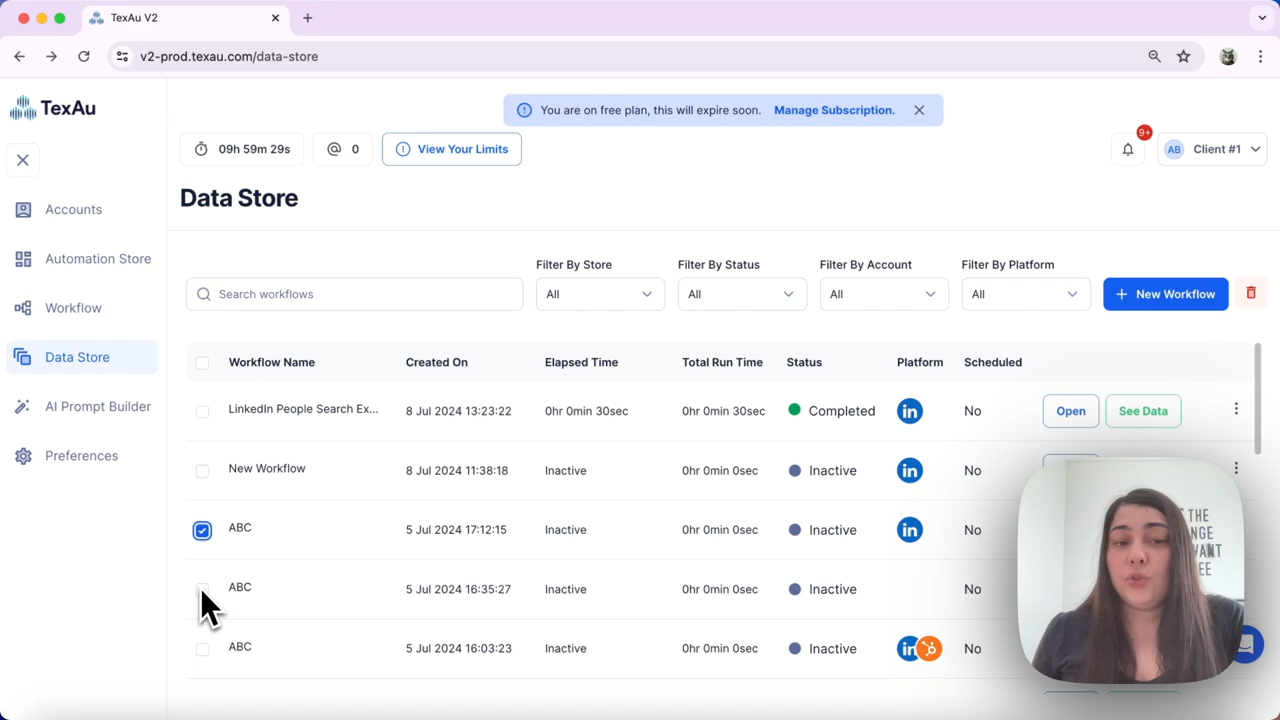 TexAu V2
v2-prod.texau.com/data-store
TexAu
You are on free plan, this will expire soon. Manage Subscription.
09h 59m 29s
0
View Your Limits
9+
AB Client #1
Data Store
Accounts
Automation Store
Workflow
Data Store
AI Prompt Builder
Preferences
Filter By Store
Filter By Status
Filter By Account
Filter By Platform
Search workflows
All
All
All
All
+ New Workflow
Workflow Name Created On Elapsed Time Total Run Time Status Platform Scheduled
LinkedIn People Search Ex... 8 Jul 2024 13:23:22 0hr 0min 30sec 0hr 0min 30sec Completed in No Open See Data
New Workflow 8 Jul 2024 11:38:18 Inactive 0hr 0min 0sec Inactive in No
ABC 5 Jul 2024 17:12:15 Inactive 0hr 0min 0sec Inactive in No
ABC 5 Jul 2024 16:35:27 Inactive 0hr 0min 0sec Inactive No
ABC 5 Jul 2024 16:03:23 Inactive 0hr 0min 0sec Inactive in No
THE